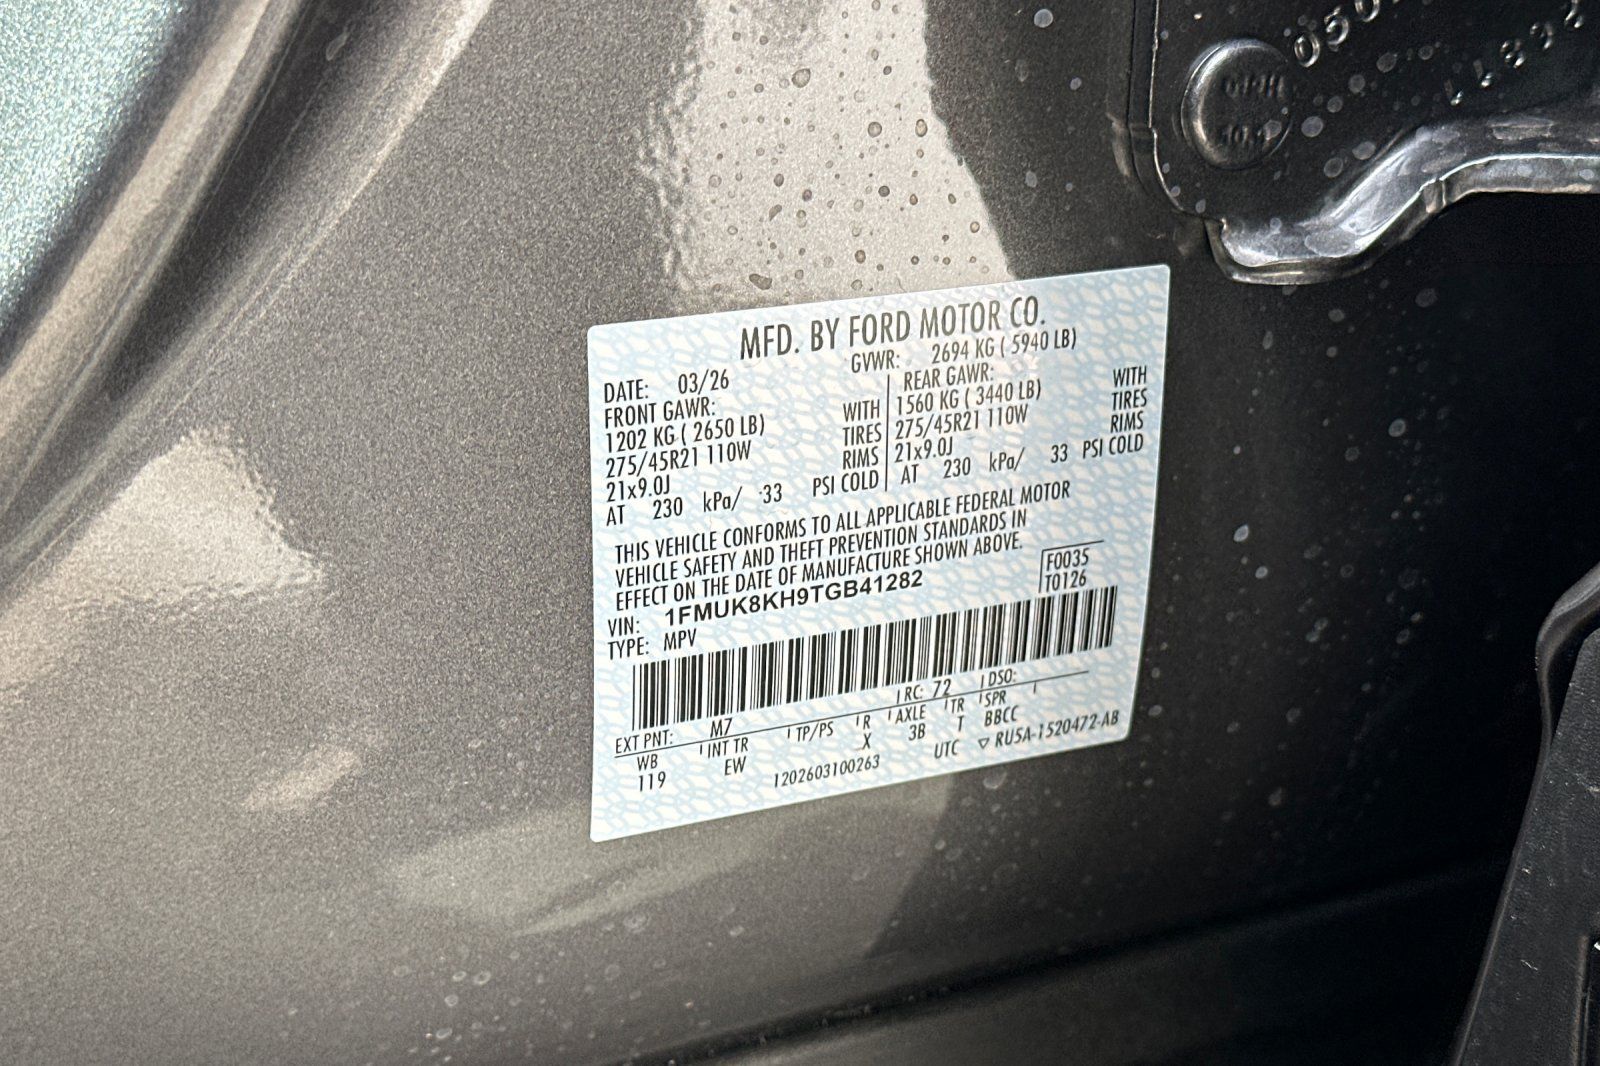 MFD. BY FORD MOTOR CO.
DATE: 03/26 GVWR: 2694 KG ( 5940 LB)
FRONT GAWR: REAR GAWR:
1202 KG ( 2650 LB) WITH 1560 KG ( 3440 LB) WITH
275/45R21 110W TIRES 275/45R21 110W TIRES
21x9.0J RIMS 21x9.0J RIMS
AT 230 kPa/ 33 PSI COLD AT 230 kPa/ 33 PSI COLD
THIS VEHICLE CONFORMS TO ALL APPLICABLE FEDERAL MOTOR
VEHICLE SAFETY AND THEFT PREVENTION STANDARDS IN
EFFECT ON THE DATE OF MANUFACTURE SHOWN ABOVE.
VIN: 1FMUK8KH9TGB41282 F0035
TYPE: MPV T0126
EXT PNT: M7 RC: 72 DSO:
WB INT TR TP/PS R AXLE TR SPR
119 EW X 3B T BBCC
1202603100263 UTC ▽ RU5A-1520472-AB